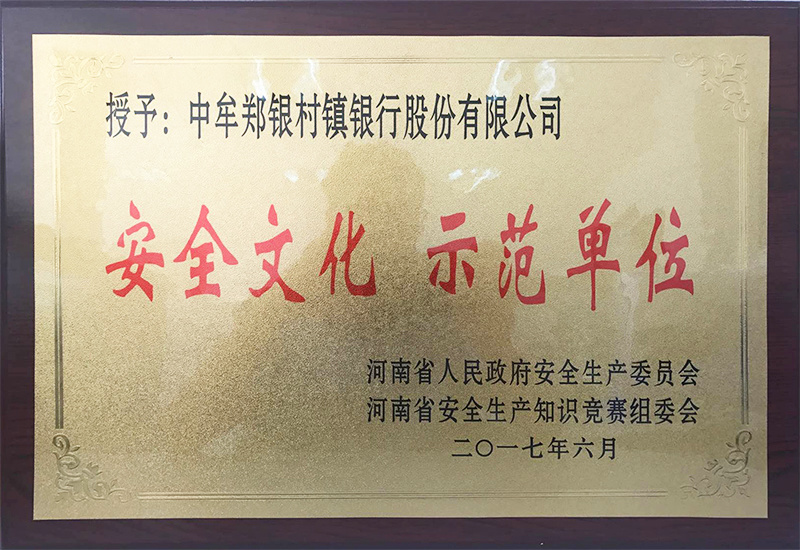 授予：中牟郑银村镇银行股份有限公司
安全文化 示范单位
河南省人民政府安全生产委员会
河南省安全生产知识竞赛组委会
二〇一七年六月